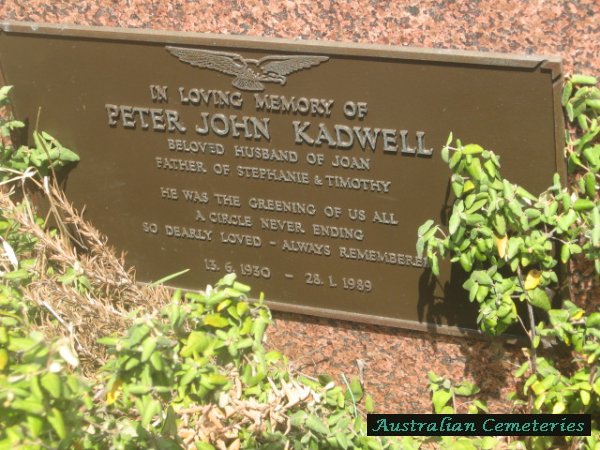 IN LOVING MEMORY OF
PETER JOHN KADWELL
BELOVED HUSBAND OF JOAN
FATHER OF STEPHANIE & TIMOTHY
HE WAS THE GREENING OF US ALL
A CIRCLE NEVER ENDING
SO DEARLY LOVED - ALWAYS REMEMBERED
13. 6. 1930 - 28. 1. 1989
Australian Cemeteries